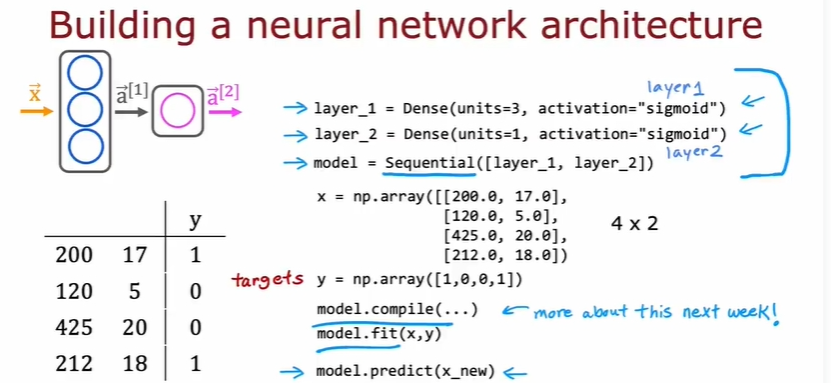 Building a neural network architecture
x⃗ a⃗[1] a⃗[2]
layer1
→ layer_1 = Dense(units=3, activation="sigmoid") ←
→ layer_2 = Dense(units=1, activation="sigmoid") ←
→ model = Sequential([layer_1, layer_2])
layer2
x = np.array([[200.0, 17.0],
[120.0, 5.0],
[425.0, 20.0],
[212.0, 18.0])
4 x 2
y
200 17 1
120 5 0
425 20 0
212 18 1
targets y = np.array([1,0,0,1])
model.compile(...) ← more about this next week!
model.fit(x,y)
→ model.predict(x_new) ←